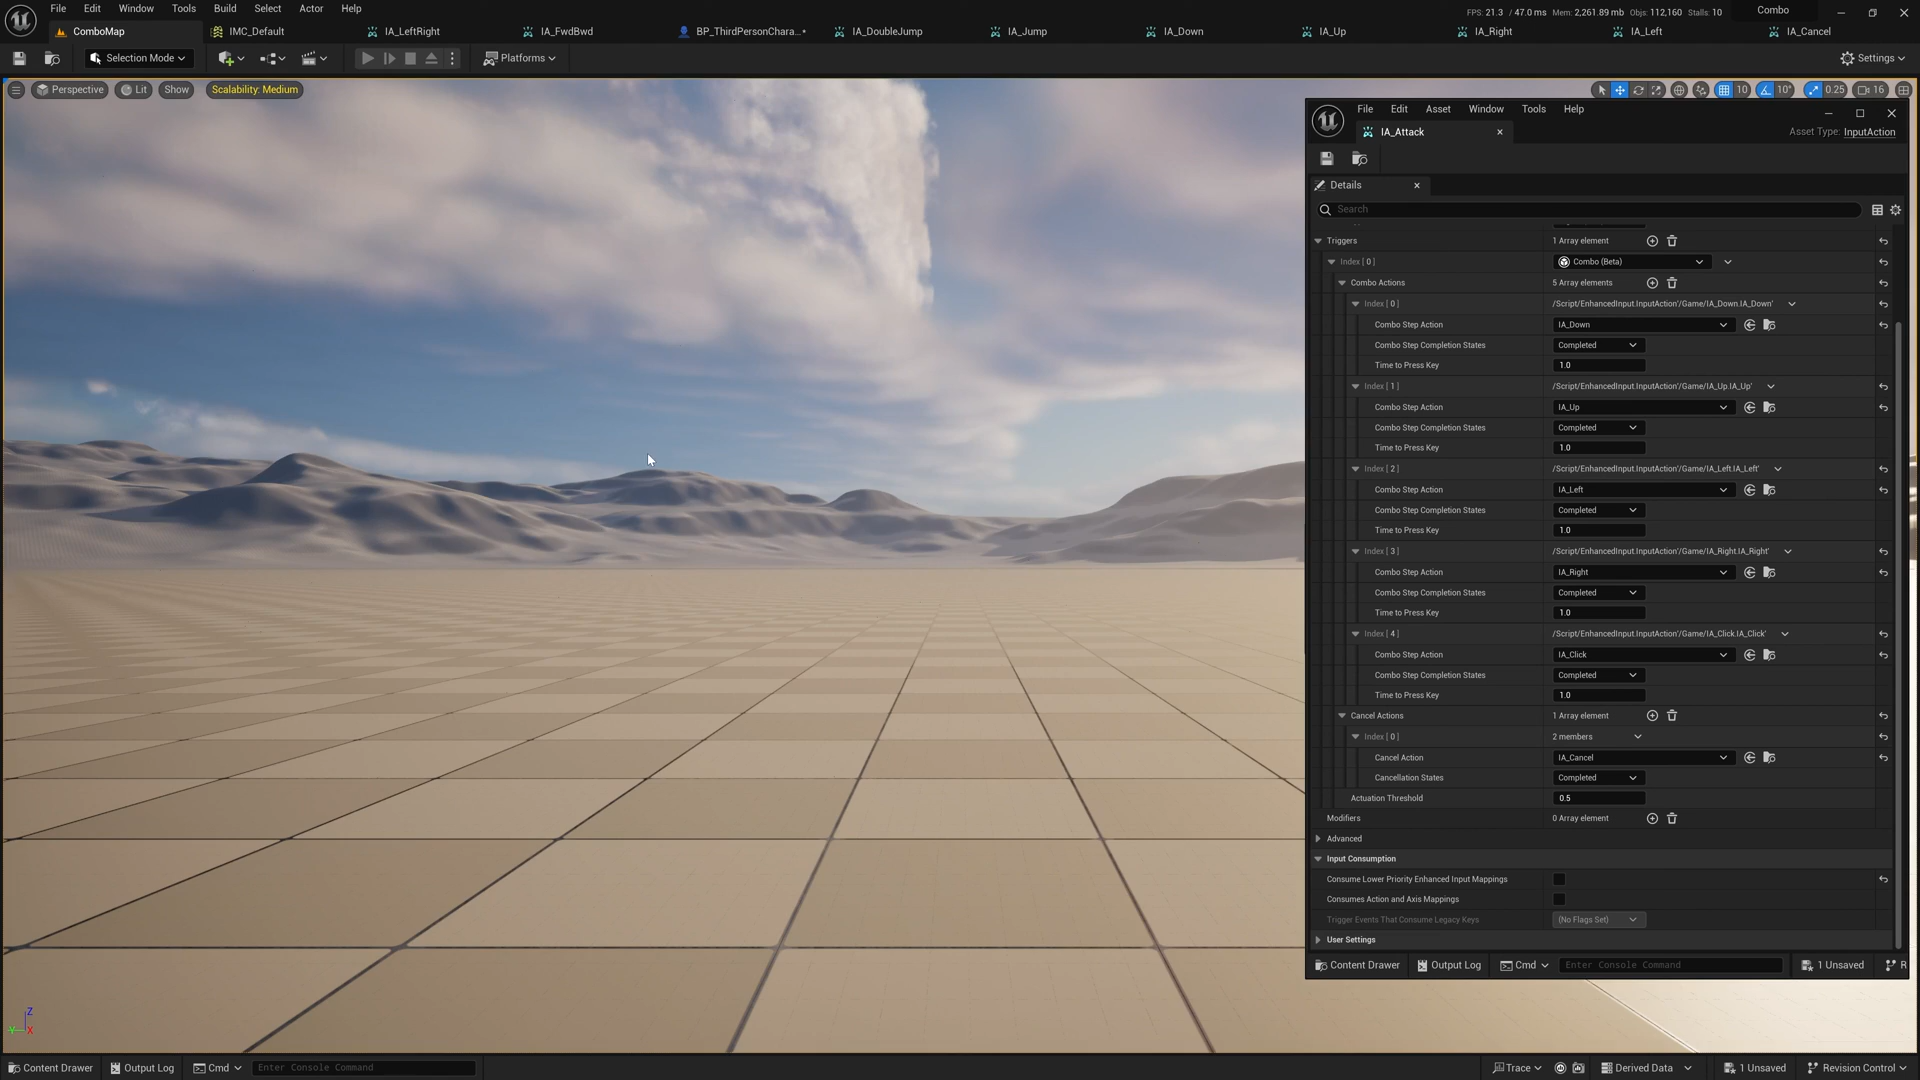 File Edit Window Tools Build Select Actor Help
FPS: 21.3 / 47.0 ms Mem: 2,261.89 mb Objs: 112,160 Stalls: 10 Combo
ComboMap IMC_Default IA_LeftRight IA_FwdBwd BP_ThirdPersonChara...* IA_DoubleJump IA_Jump IA_Down IA_Up IA_Right IA_Left IA_Cancel
Selection Mode Platforms Settings
Perspective Lit Show Scalability: Medium 10 10° 0.25 16
File Edit Asset Window Tools Help
IA_Attack Asset Type: InputAction
Details
Search
Triggers 1 Array element
Index [ 0 ] Combo (Beta)
Combo Actions 5 Array elements
Index [ 0 ] /Script/EnhancedInput.InputAction'/Game/IA_Down.IA_Down'
Combo Step Action IA_Down
Combo Step Completion States Completed
Time to Press Key 1.0
Index [ 1 ] /Script/EnhancedInput.InputAction'/Game/IA_Up.IA_Up'
Combo Step Action IA_Up
Combo Step Completion States Completed
Time to Press Key 1.0
Index [ 2 ] /Script/EnhancedInput.InputAction'/Game/IA_Left.IA_Left'
Combo Step Action IA_Left
Combo Step Completion States Completed
Time to Press Key 1.0
Index [ 3 ] /Script/EnhancedInput.InputAction'/Game/IA_Right.IA_Right'
Combo Step Action IA_Right
Combo Step Completion States Completed
Time to Press Key 1.0
Index [ 4 ] /Script/EnhancedInput.InputAction'/Game/IA_Click.IA_Click'
Combo Step Action IA_Click
Combo Step Completion States Completed
Time to Press Key 1.0
Cancel Actions 1 Array element
Index [ 0 ] 2 members
Cancel Action IA_Cancel
Cancellation States Completed
Actuation Threshold 0.5
Modifiers 0 Array element
Advanced
Input Consumption
Consume Lower Priority Enhanced Input Mappings
Consumes Action and Axis Mappings
Trigger Events That Consume Legacy Keys (No Flags Set)
User Settings
Content Drawer Output Log Cmd Enter Console Command 1 Unsaved R
Z
Y X
Content Drawer Output Log Cmd Enter Console Command Trace Derived Data 1 Unsaved Revision Control